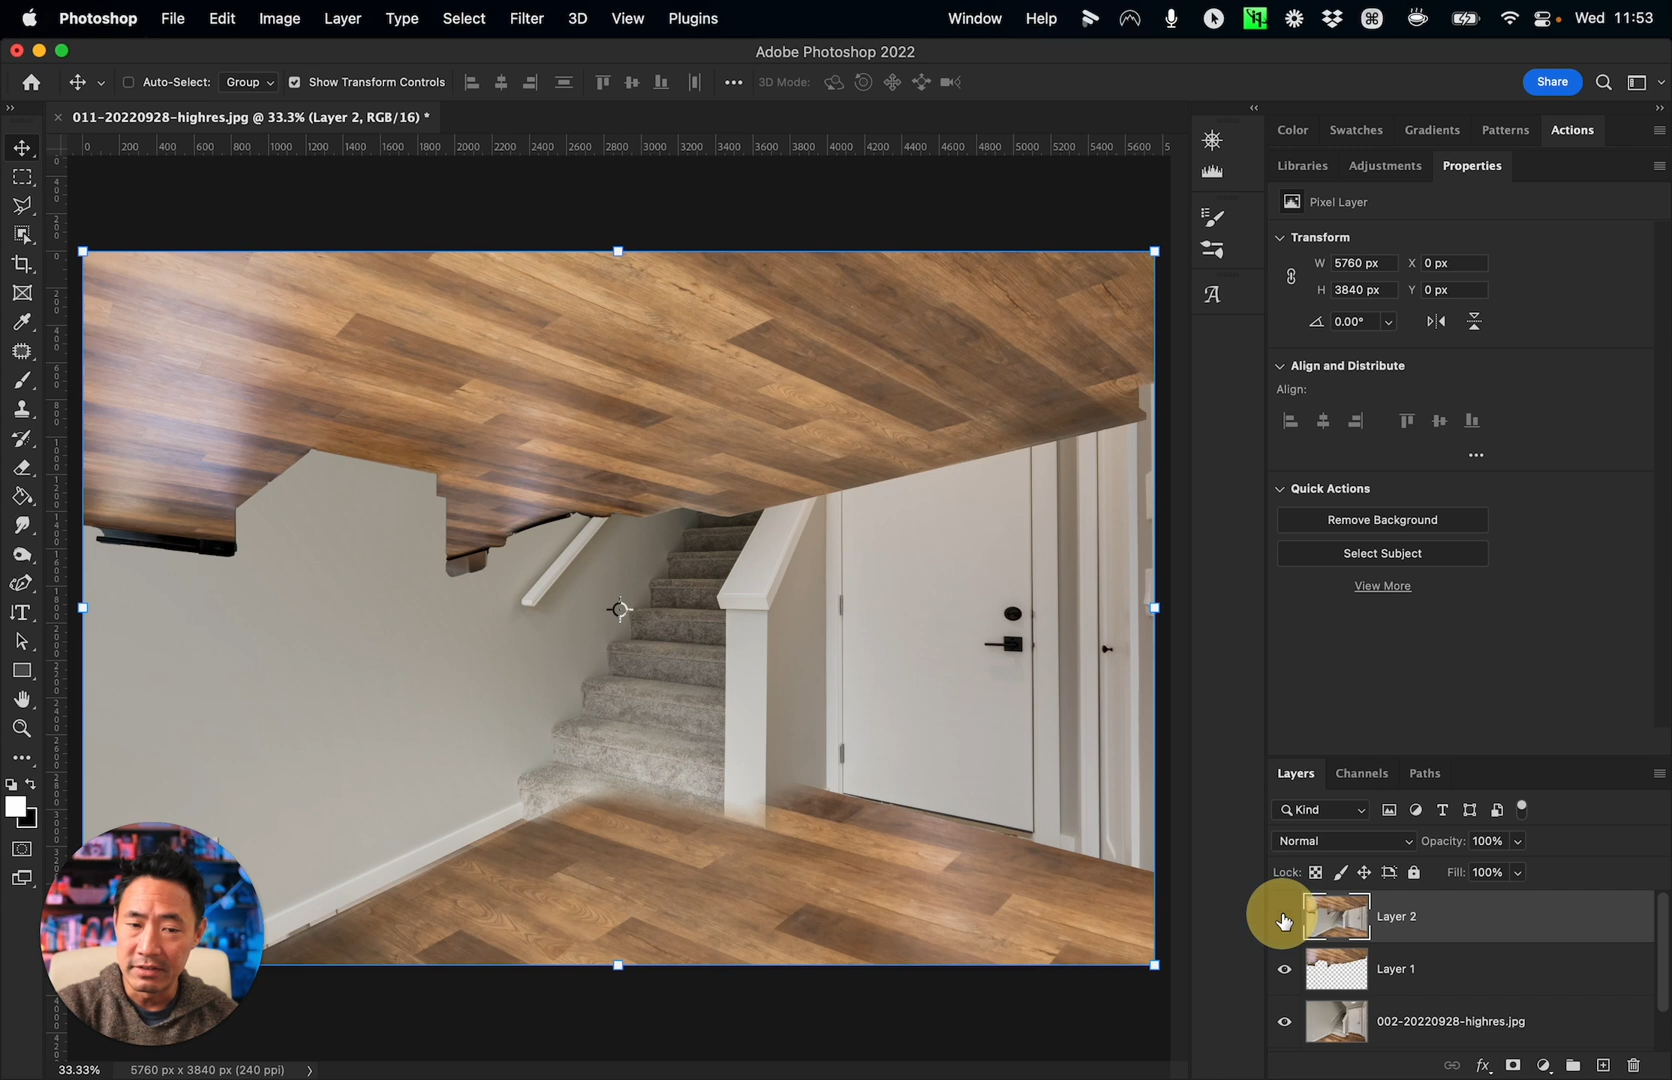 Photoshop File Edit Image Layer Type Select Filter 3D View Plugins Window Help Wed 11:53
Adobe Photoshop 2022
Auto-Select: Group Show Transform Controls 3D Mode: Share
011-20220928-highres.jpg @ 33.3% (Layer 2, RGB/16) *
0 200 400 600 800 1000 1200 1400 1600 1800 2000 2200 2400 2600 2800 3000 3200 3400 3600 3800 4000 4200 4400 4600 4800 5000 5200 5400 5600 5
Color Swatches Gradients Patterns Actions
Libraries Adjustments Properties
Pixel Layer
Transform
W 5760 px X 0 px
H 3840 px Y 0 px
0.00°
Align and Distribute
Align:
Quick Actions
Remove Background
Select Subject
View More
Layers Channels Paths
Kind
Normal Opacity: 100%
Lock: Fill: 100%
Layer 2
Layer 1
002-20220928-highres.jpg
33.33% 5760 px x 3840 px (240 ppi)